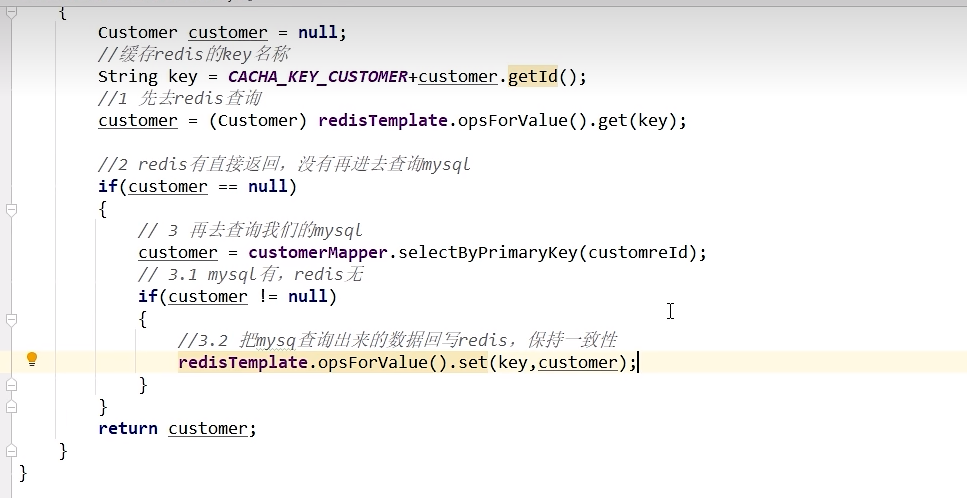 {
Customer customer = null;
//缓存redis的key名称
String key = CACHA_KEY_CUSTOMER+customer.getId();
//1 先去redis查询
customer = (Customer) redisTemplate.opsForValue().get(key);
//2 redis有直接返回，没有再进去查询mysql
if(customer == null)
{
// 3 再去查询我们的mysql
customer = customerMapper.selectByPrimaryKey(customreId);
// 3.1 mysql有，redis无
if(customer != null)
{
//3.2 把mysq查询出来的数据回写redis，保持一致性
redisTemplate.opsForValue().set(key,customer);
}
}
return customer;
}
}